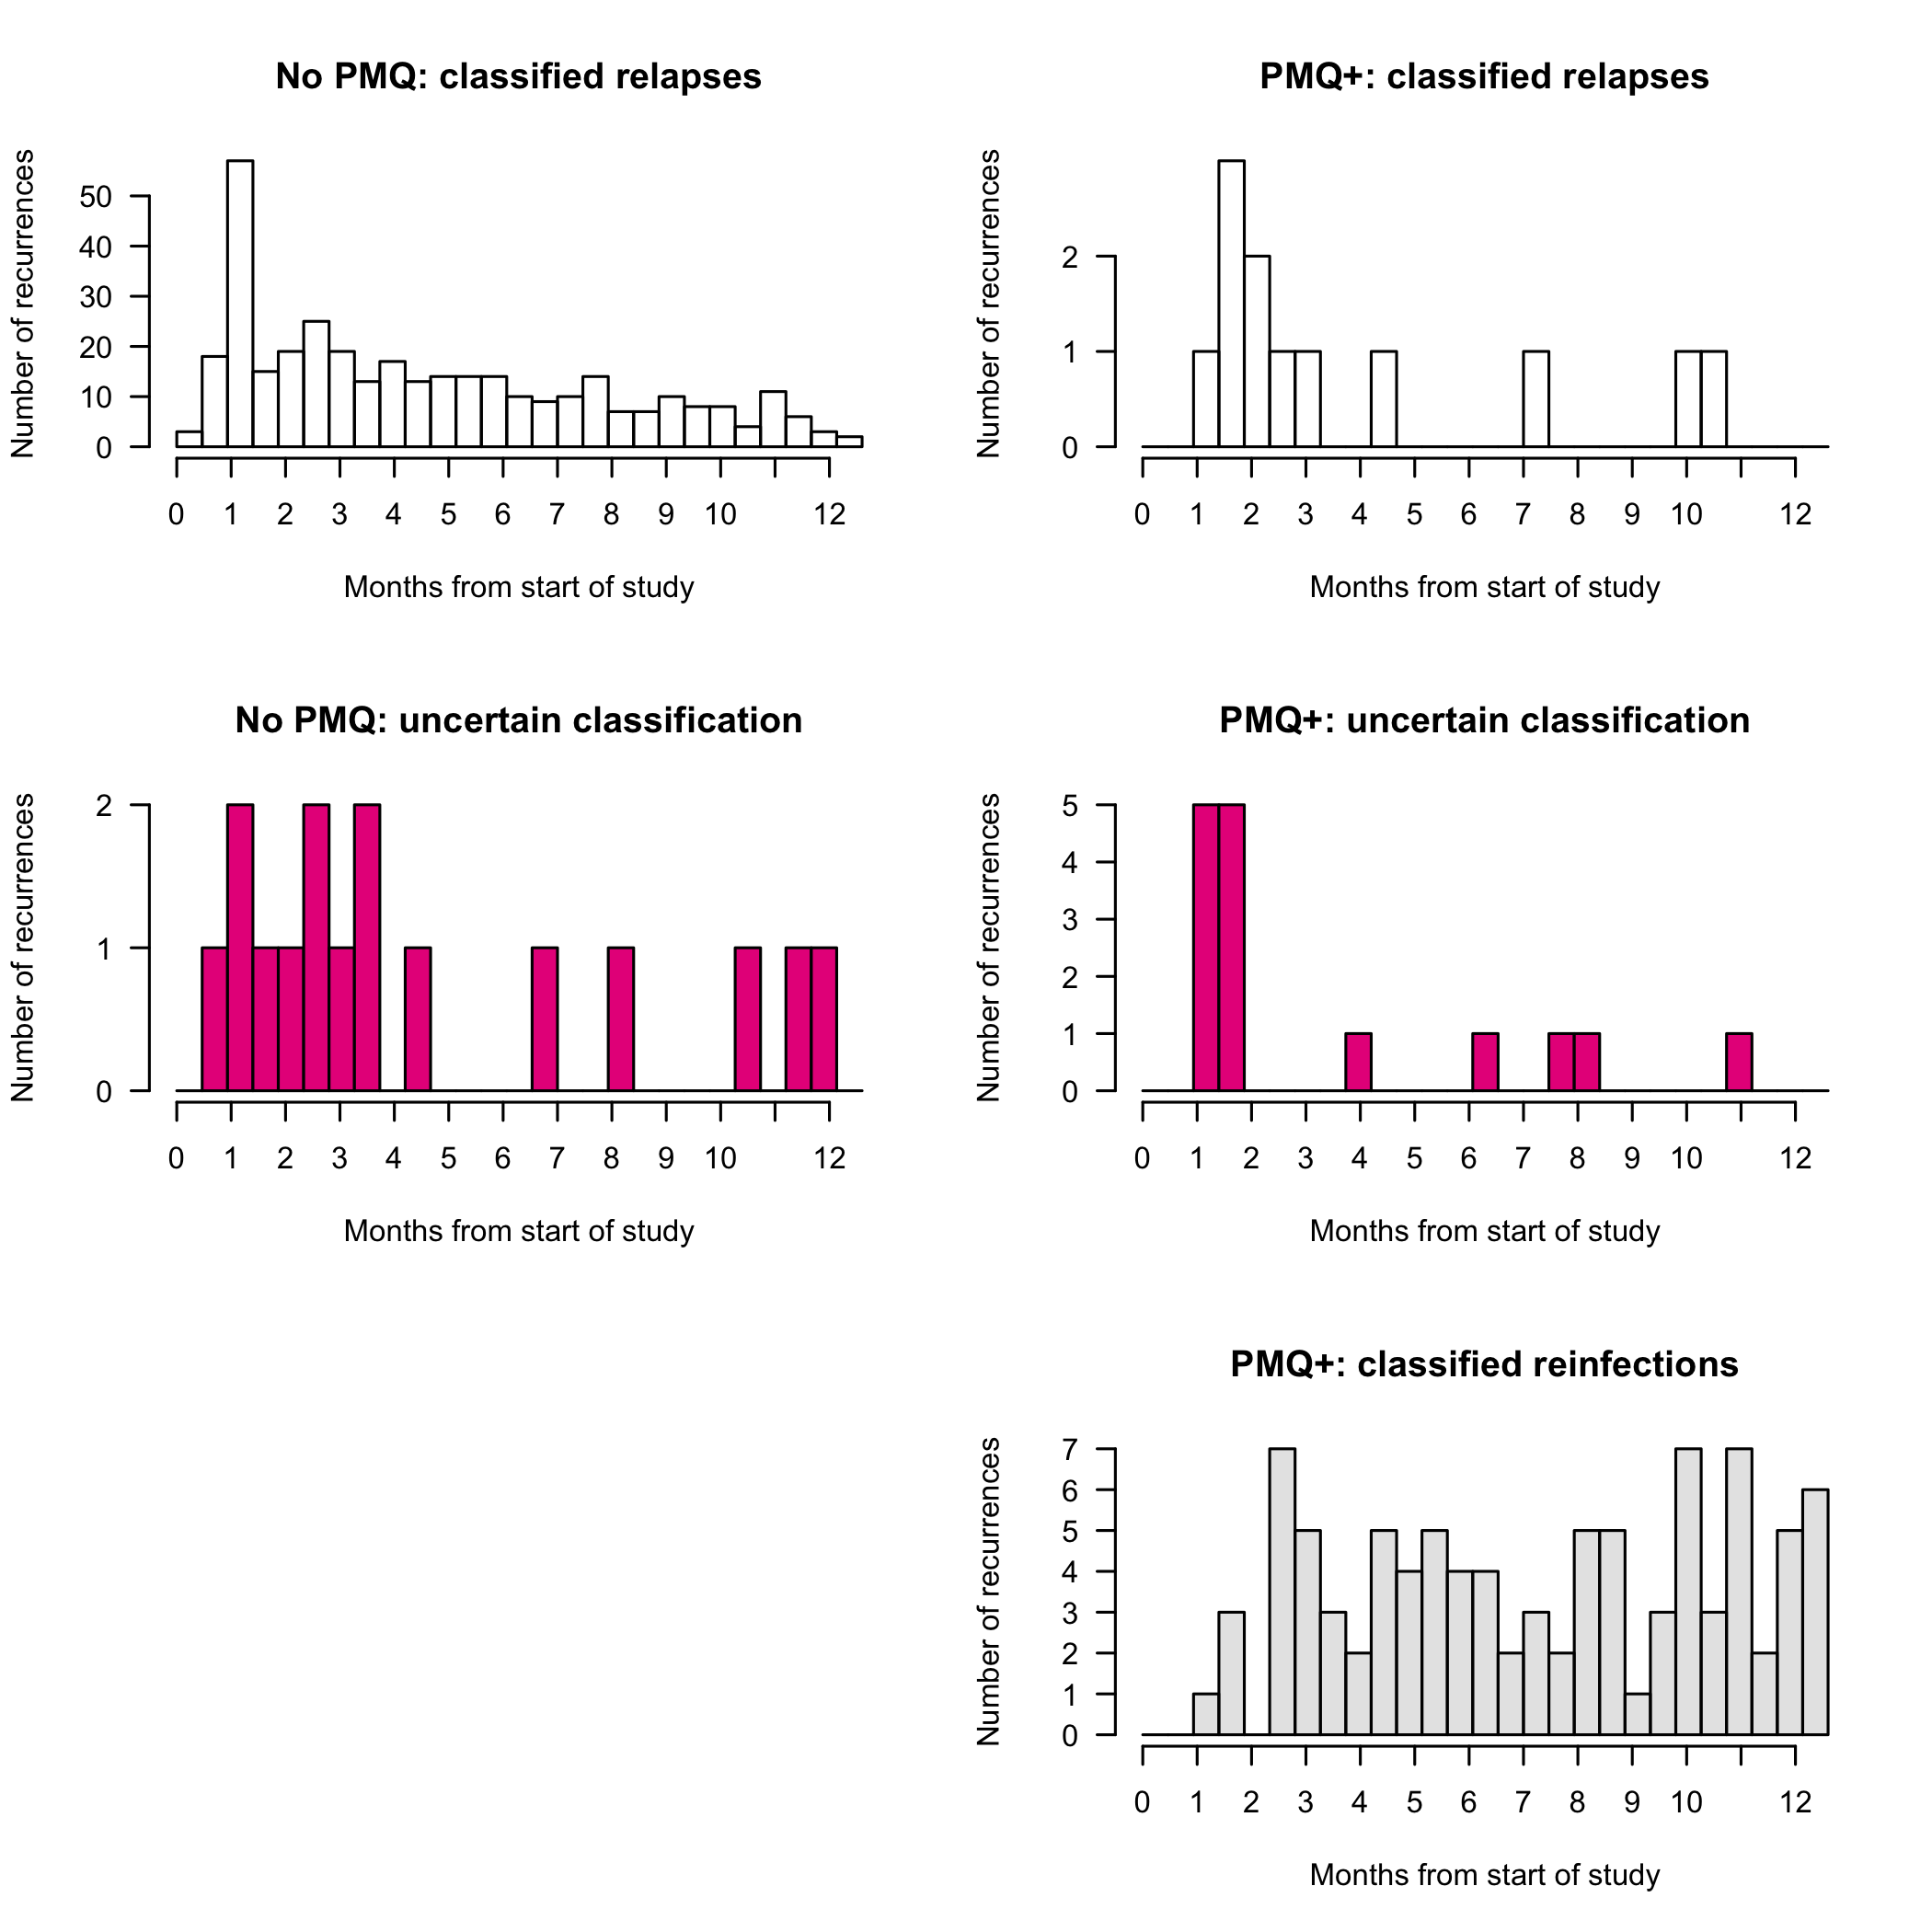 No PMQ: classified relapses
Number of recurrences
50
40
30
20
10
0
0 1 2 3 4 5 6 7 8 9 10 12
Months from start of study
PMQ+: classified relapses
Number of recurrences
2
1
0
0 1 2 3 4 5 6 7 8 9 10 12
Months from start of study
No PMQ: uncertain classification
Number of recurrences
2
1
0
0 1 2 3 4 5 6 7 8 9 10 12
Months from start of study
PMQ+: uncertain classification
Number of recurrences
5
4
3
2
1
0
0 1 2 3 4 5 6 7 8 9 10 12
Months from start of study
PMQ+: classified reinfections
Number of recurrences
7
6
5
4
3
2
1
0
0 1 2 3 4 5 6 7 8 9 10 12
Months from start of study